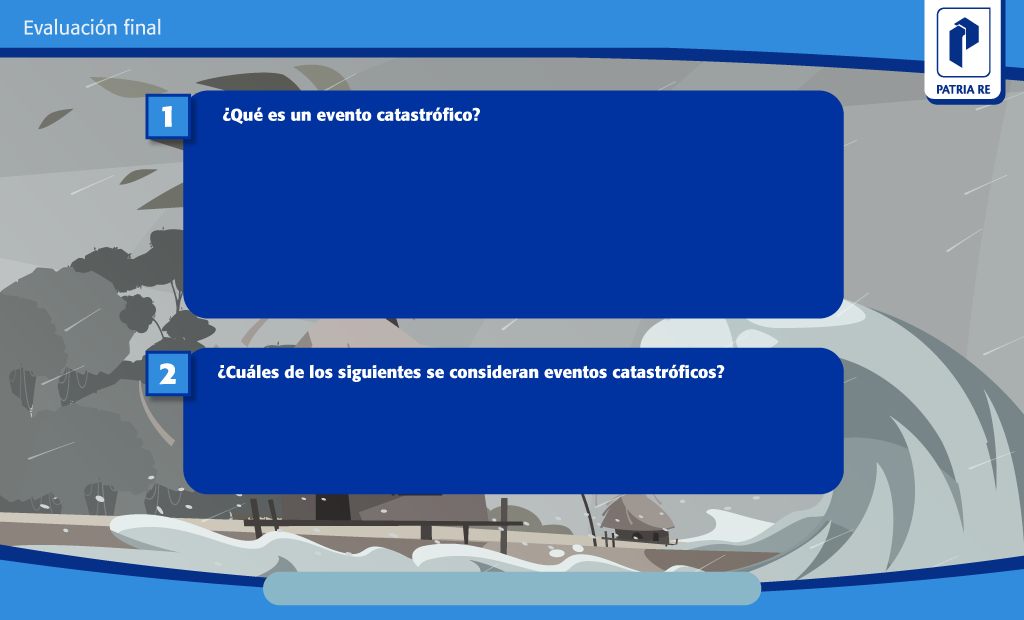 Evaluación final
PATRIA RE
1
¿Qué es un evento catastrófico?
2
¿Cuáles de los siguientes se consideran eventos catastróficos?